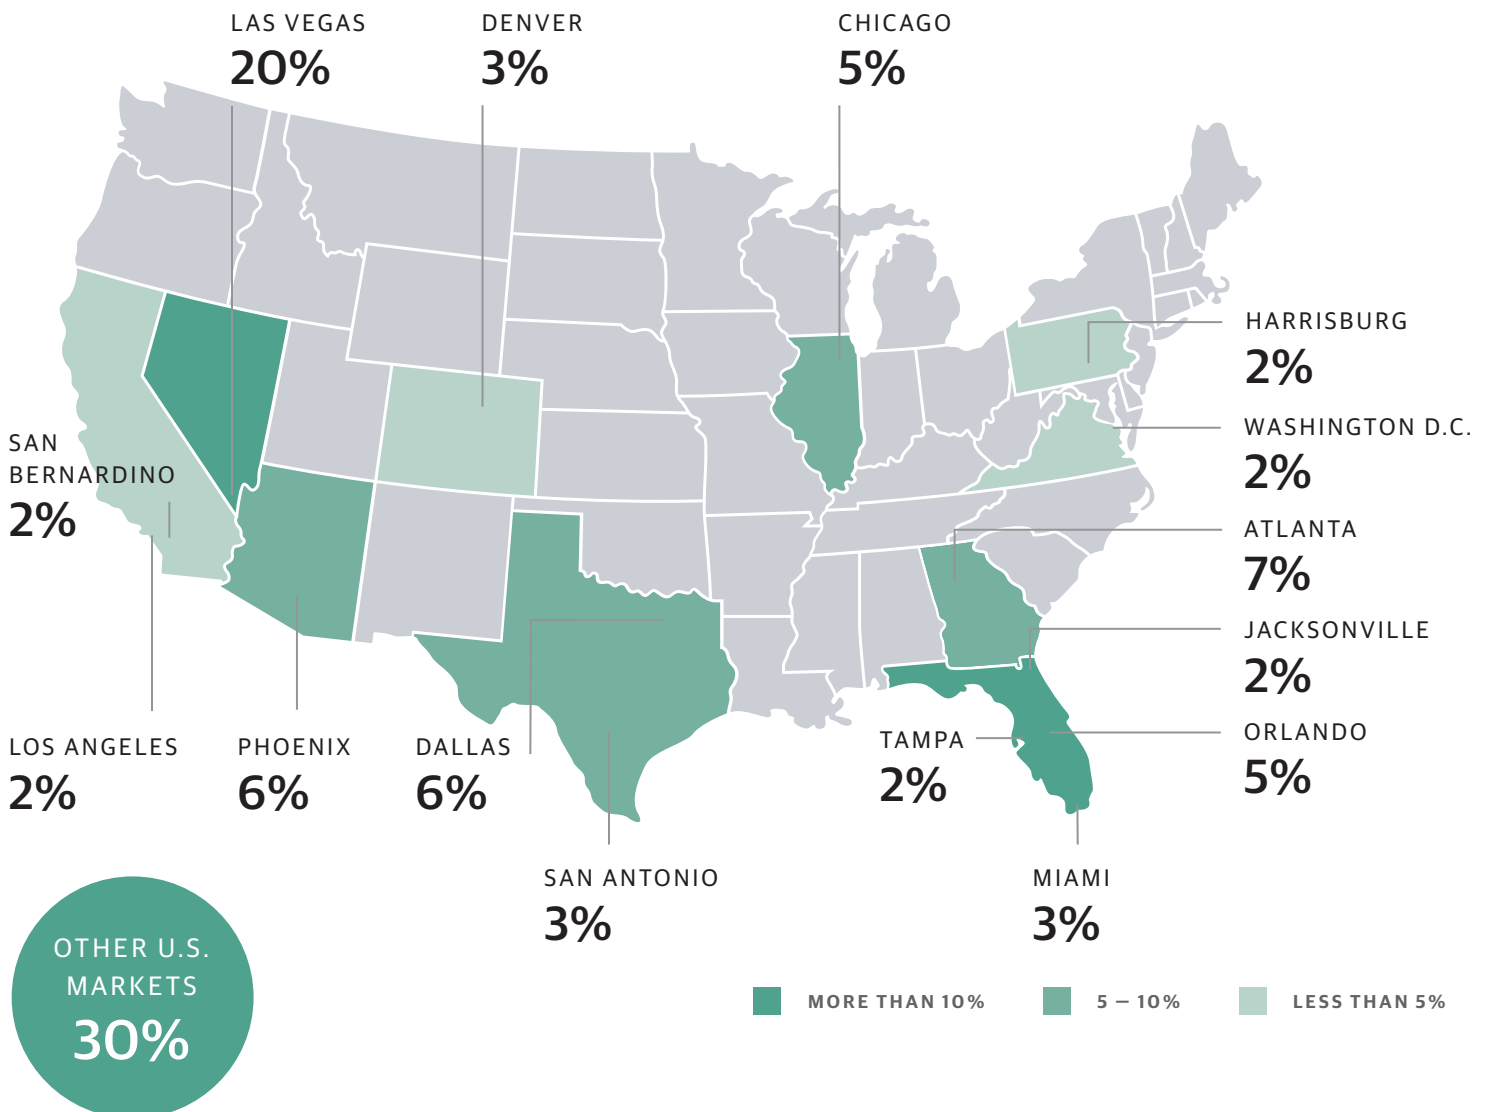 LAS VEGAS
20%
DENVER
3%
CHICAGO
5%
HARRISBURG
2%
WASHINGTON D.C.
2%
SAN
BERNARDINO
2%
ATLANTA
7%
JACKSONVILLE
2%
LOS ANGELES
2%
PHOENIX
6%
DALLAS
6%
TAMPA
2%
ORLANDO
5%
SAN ANTONIO
3%
MIAMI
3%
OTHER U.S.
MARKETS
30%
MORE THAN 10%
5 – 10%
LESS THAN 5%